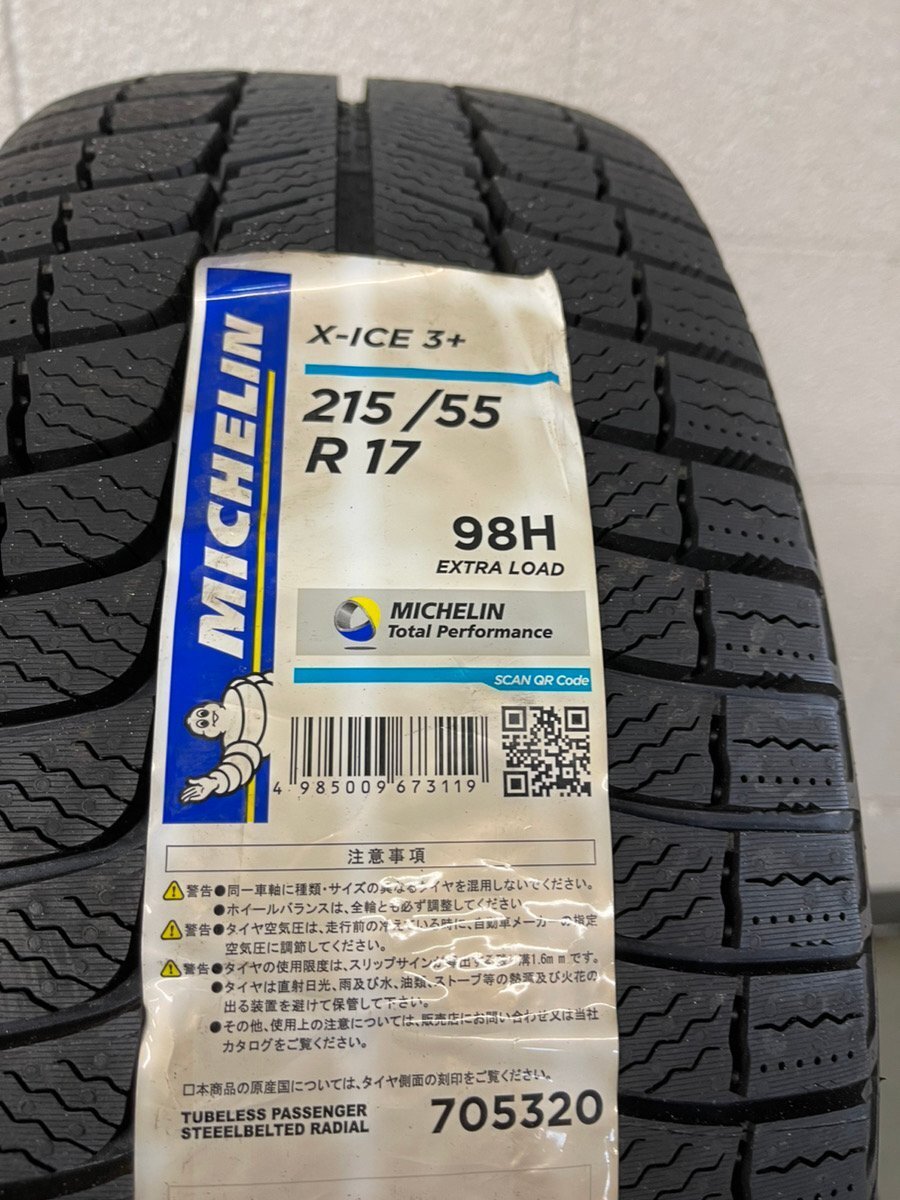 MICHELIN
X-ICE 3+
215 /55
R 17
98H
EXTRA LOAD
MICHELIN
Total Performance
SCAN QR Code
4 985009 673119
注意事項
警告●同一車軸に種類・サイズの異なるタイヤを混用しないでください。
●ホイールバランスは、全輪とも必ず調整してください。
警告●タイヤ空気圧は、走行前の冷えている時に、自動車メーカーの指定
空気圧に調節してください。
警告●タイヤの使用限度は、スリップサインが露出する残り溝1.6mmです。
●タイヤは直射日光、雨及び水、油類、ストーブ等の熱源及び火花の
出る装置を避けて保管して下さい。
●その他、使用上の注意については、販売店にお問い合わせ又は当社
カタログをご覧ください。
□本商品の原産国については、タイヤ側面の刻印をご覧ください。
TUBELESS PASSENGER
STEEELBELTED RADIAL
705320